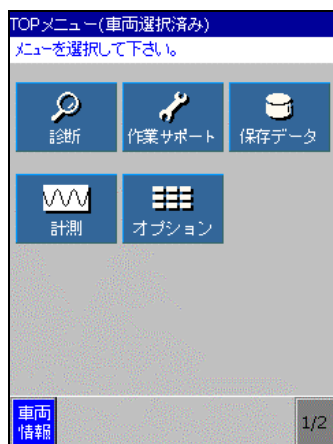 TOPメニュー(車両選択済み)
メニューを選択して下さい。
診断 作業サポート 保存データ
計測 オプション
車両
情報
1/2